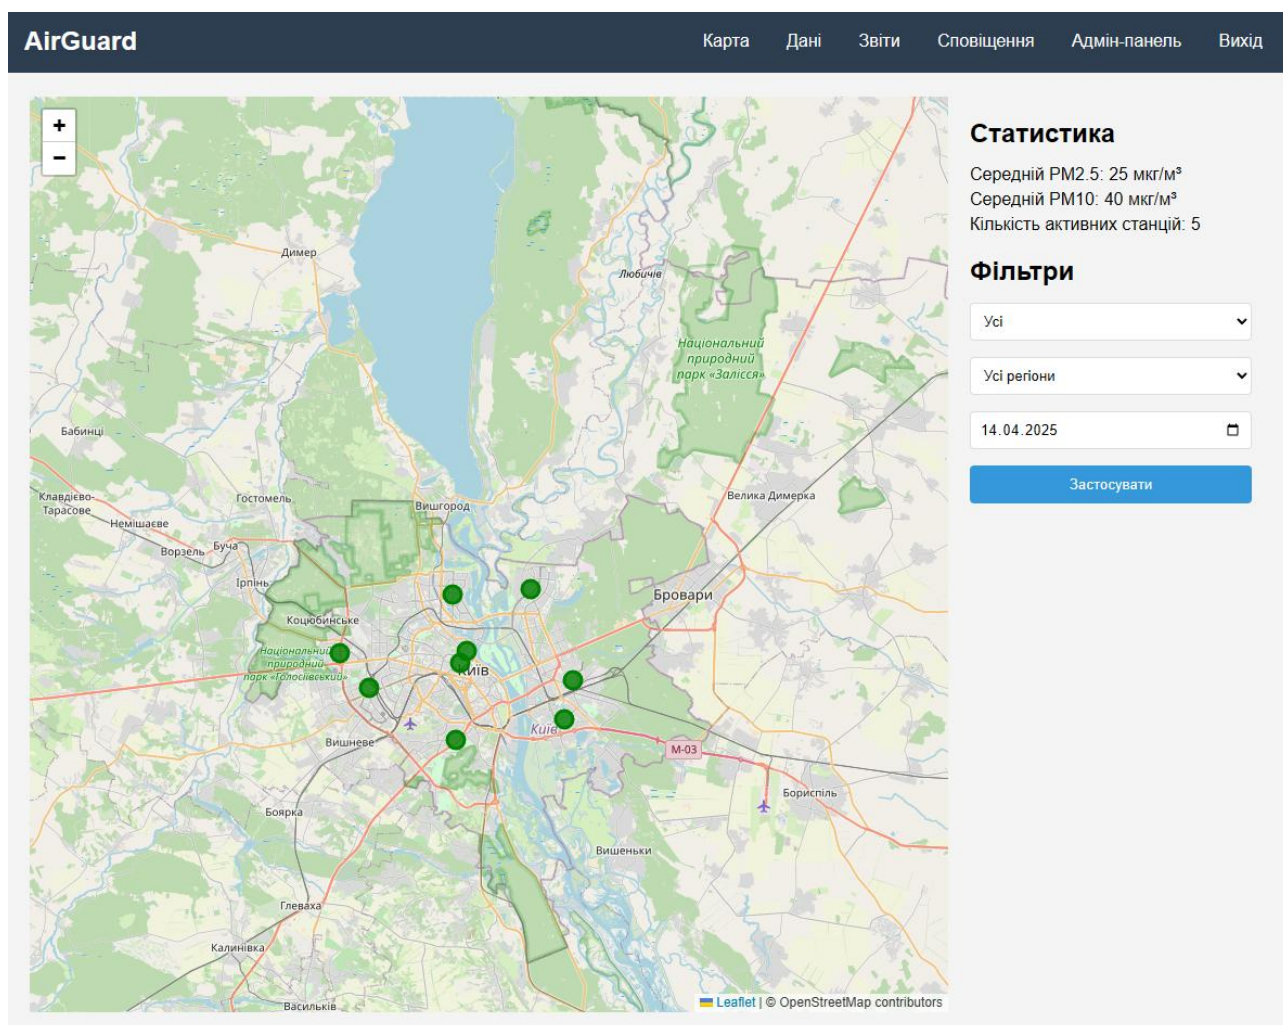 AirGuard
Карта
Дані
Звіти
Сповіщення
Адмін-панель
Вихід
+
−
Димер
Любичів
Національний
природний
парк «Залісся»
Бабинці
Клавдієво-
Тарасове
Немішаєве
Гостомель
Вишгород
Велика Димерка
Ворзель
Буча
Ірпінь
Бровари
Коцюбинське
Національний
природний
парк «Голосіївський»
Київ
Київ
Вишневе
М-03
Бориспіль
Боярка
Вишеньки
Глеваха
Калинівка
Васильків
Leaflet | © OpenStreetMap contributors
Статистика
Середній PM2.5: 25 мкг/м³
Середній PM10: 40 мкг/м³
Кількість активних станцій: 5
Фільтри
Усі
Усі регіони
14.04.2025
Застосувати